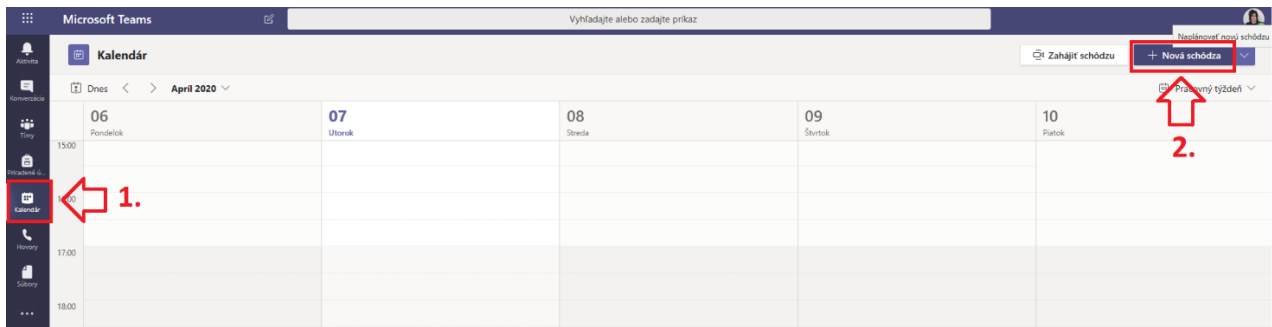 Microsoft Teams
Vyhľadajte alebo zadajte príkaz
Naplánovať novú schôdzu
Aktivita
Kalendár
Zahájiť schôdzu
+ Nová schôdza
Konverzácia
Dnes
Apríl 2020
Pracovný týždeň
Tímy
06
Pondelok
07
Utorok
08
Streda
09
Štvrtok
10
Piatok
15:00
2.
Priradené ú...
Kalendár
1.
Hovory
17:00
Súbory
18:00
...